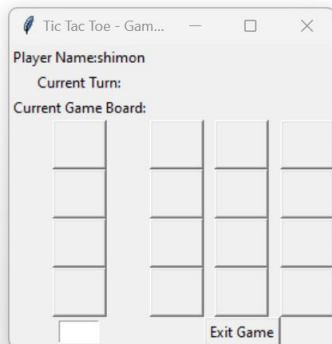 Tic Tac Toe - Gam...
Player Name:shimon
Current Turn:
Current Game Board:
Exit Game